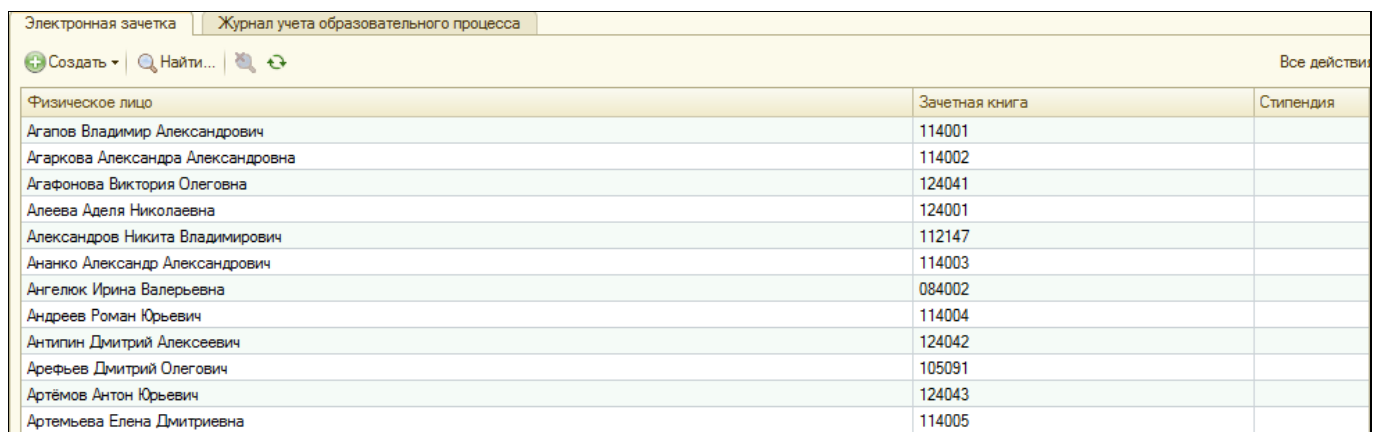 Электронная зачетка Журнал учета образовательного процесса
Создать Найти... Все действия
Физическое лицо Зачетная книга Стипендия
Агапов Владимир Александрович 114001
Агаркова Александра Александровна 114002
Агафонова Виктория Олеговна 124041
Алеева Аделя Николаевна 124001
Александров Никита Владимирович 112147
Ананко Александр Александрович 114003
Ангелюк Ирина Валерьевна 084002
Андреев Роман Юрьевич 114004
Антипин Дмитрий Алексеевич 124042
Арефьев Дмитрий Олегович 105091
Артёмов Антон Юрьевич 124043
Артемьева Елена Дмитриевна 114005